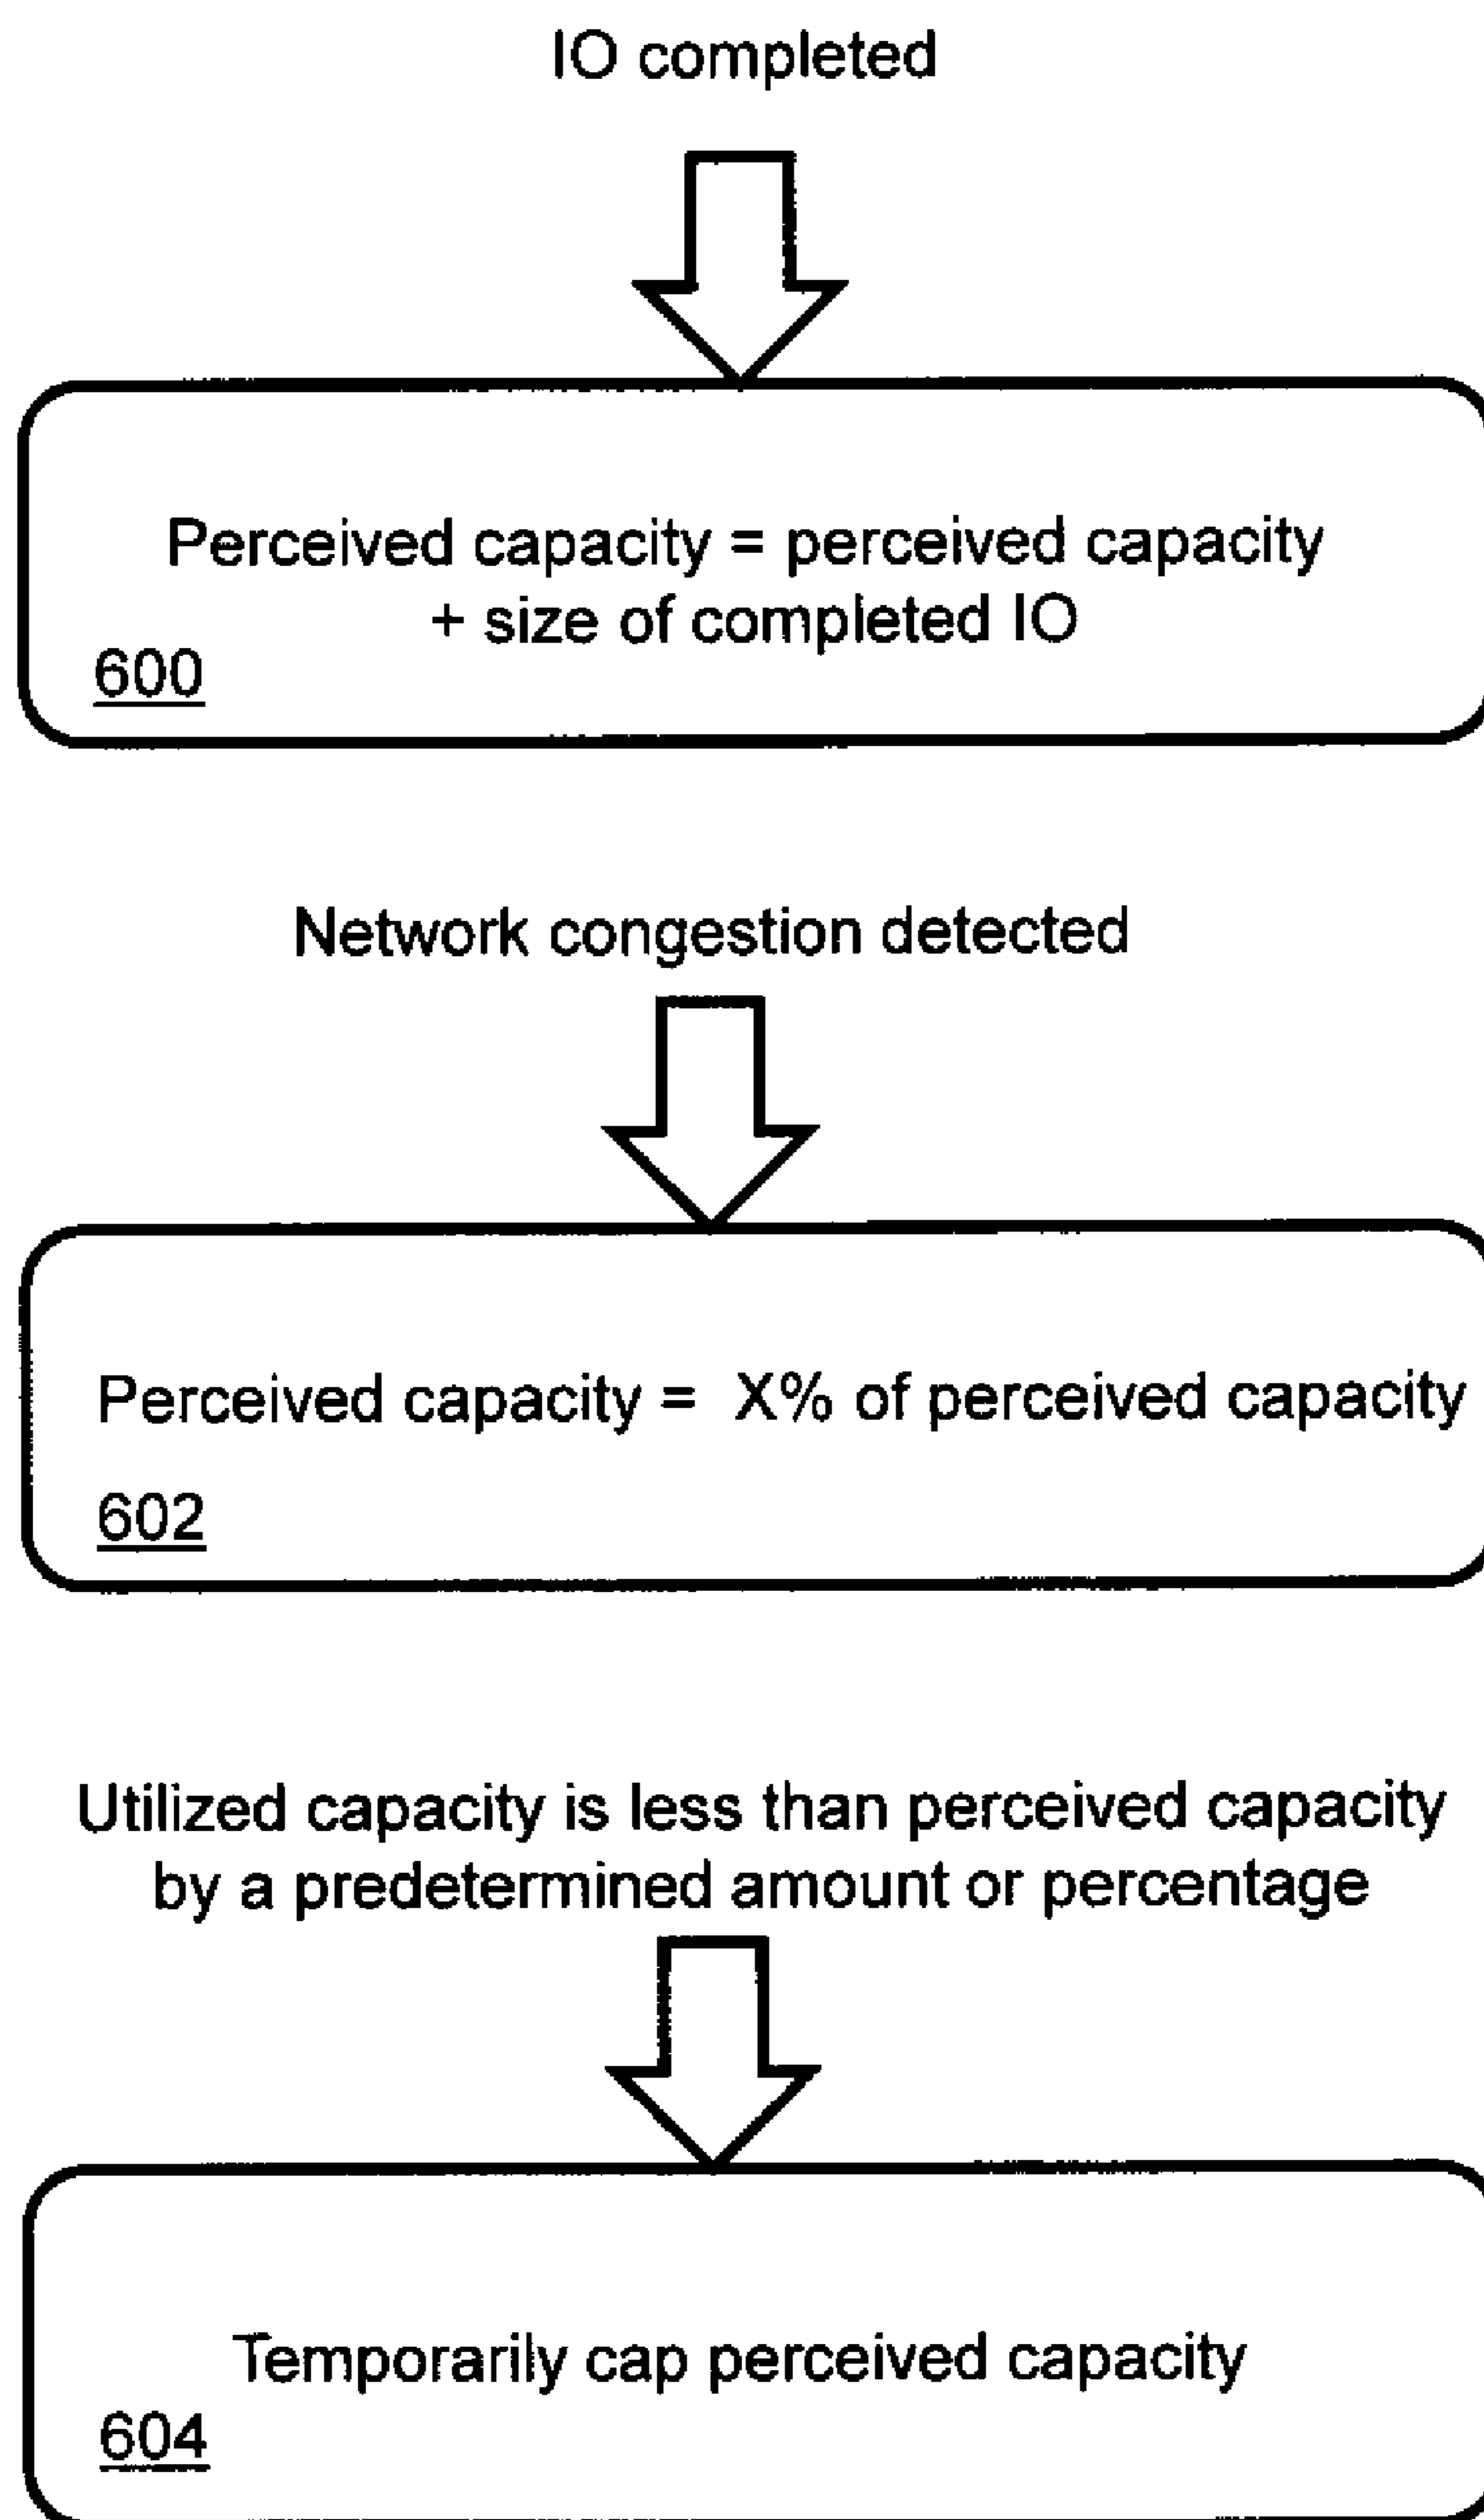 IO completed
Perceived capacity = perceived capacity
+ size of completed IO
600
Network congestion detected
Perceived capacity = X% of perceived capacity
602
Utilized capacity is less than perceived capacity
by a predetermined amount or percentage
Temporarily cap perceived capacity
604